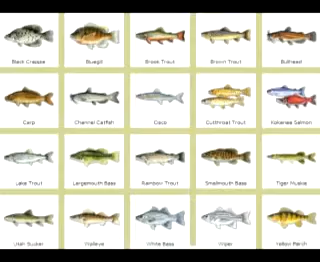 Black Crappie
Bluegill
Brook Trout
Brown Trout
Bullhead
Carp
Channel Catfish
Cisco
Cutthroat Trout
Kokanee Salmon
Lake Trout
Largemouth Bass
Rainbow Trout
Smallmouth Bass
Tiger Muskie
Utah Sucker
Walleye
White Bass
Wiper
Yellow Perch